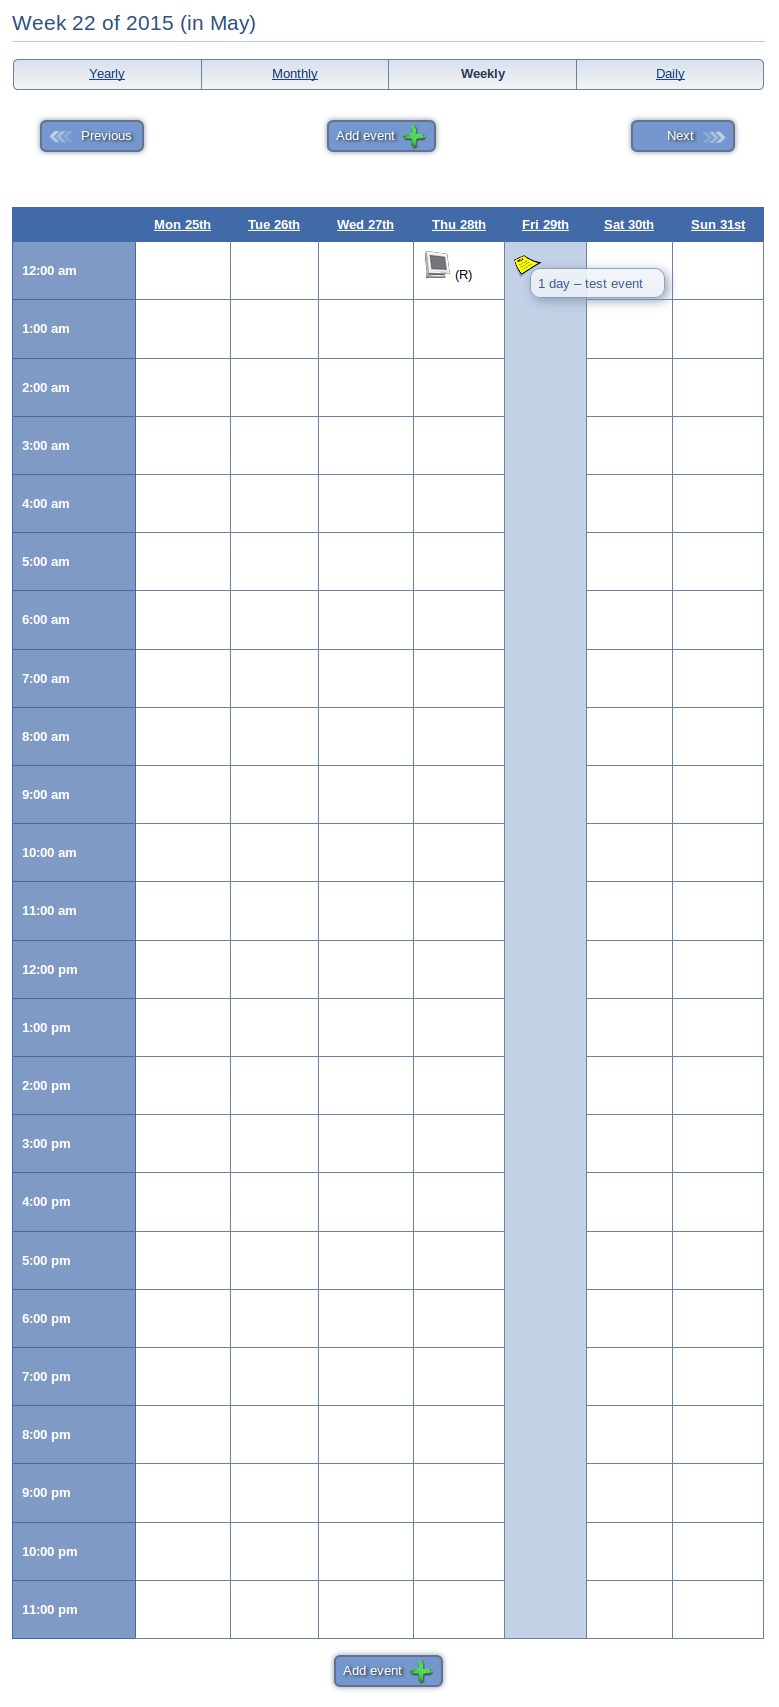 Week 22 of 2015 (in May)
Yearly Monthly Weekly Daily
Previous Add event Next
Mon 25th Tue 26th Wed 27th Thu 28th Fri 29th Sat 30th Sun 31st
12:00 am (R)
1 day – test event
1:00 am
2:00 am
3:00 am
4:00 am
5:00 am
6:00 am
7:00 am
8:00 am
9:00 am
10:00 am
11:00 am
12:00 pm
1:00 pm
2:00 pm
3:00 pm
4:00 pm
5:00 pm
6:00 pm
7:00 pm
8:00 pm
9:00 pm
10:00 pm
11:00 pm
Add event